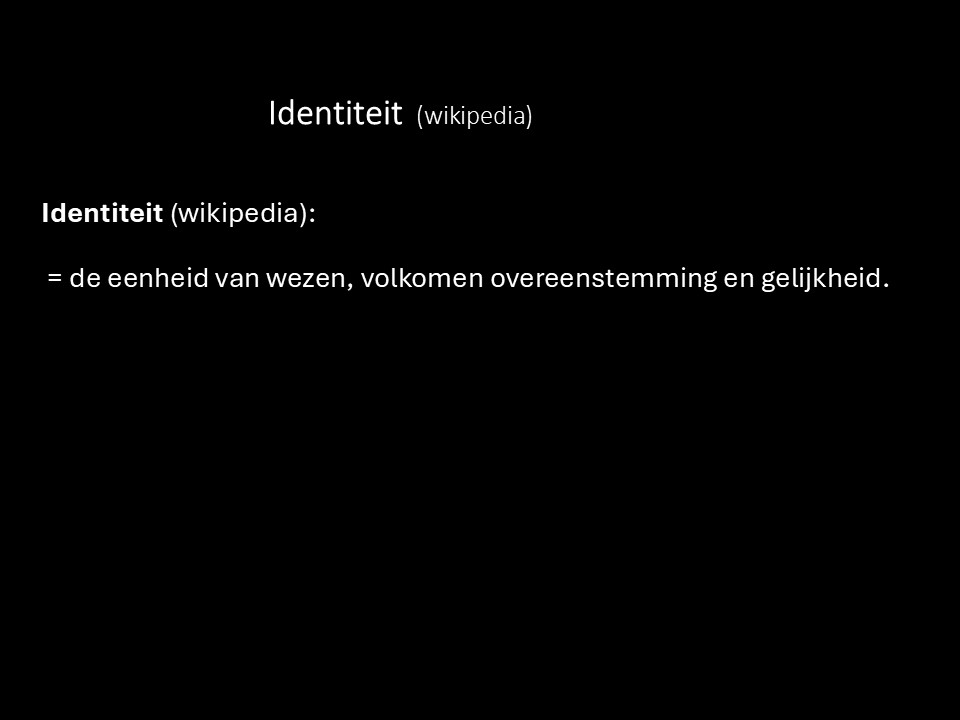 Identiteit (wikipedia)
Identiteit (wikipedia):
= de eenheid van wezen, volkomen overeenstemming en gelijkheid.